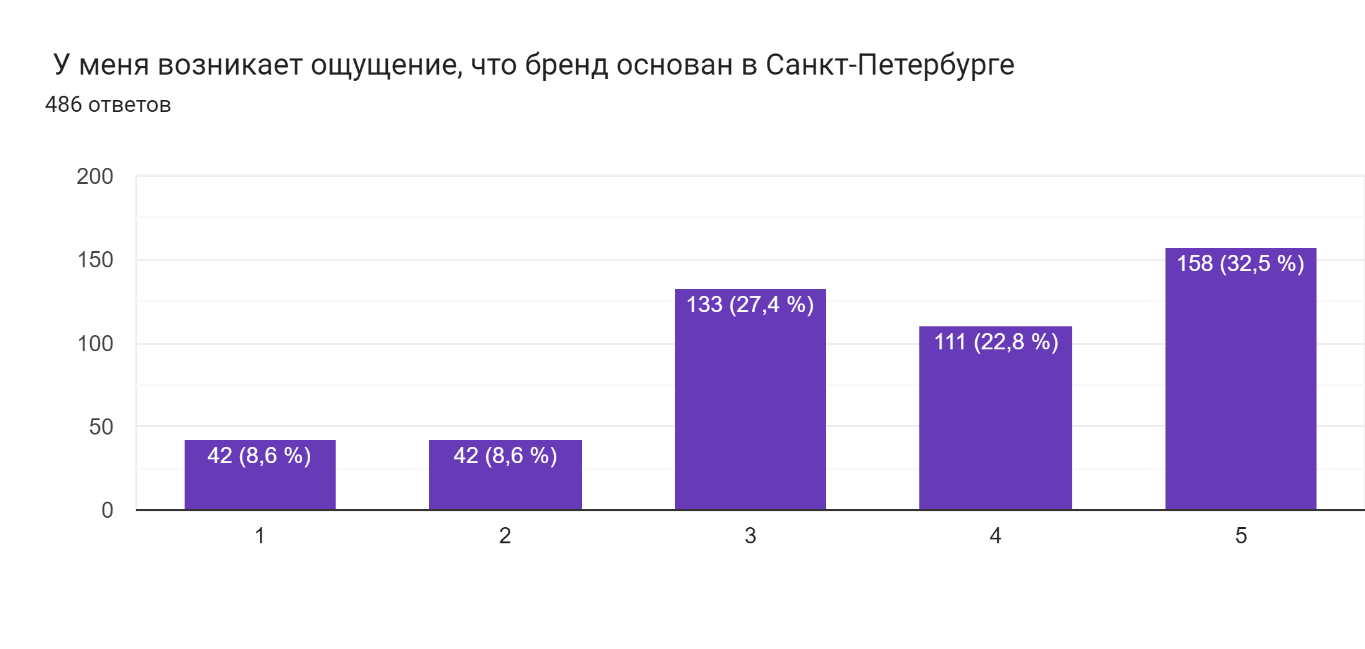 У меня возникает ощущение, что бренд основан в Санкт-Петербурге
486 ответов
200
150
100
50
0
42 (8,6 %)
42 (8,6 %)
133 (27,4 %)
111 (22,8 %)
158 (32,5 %)
1
2
3
4
5